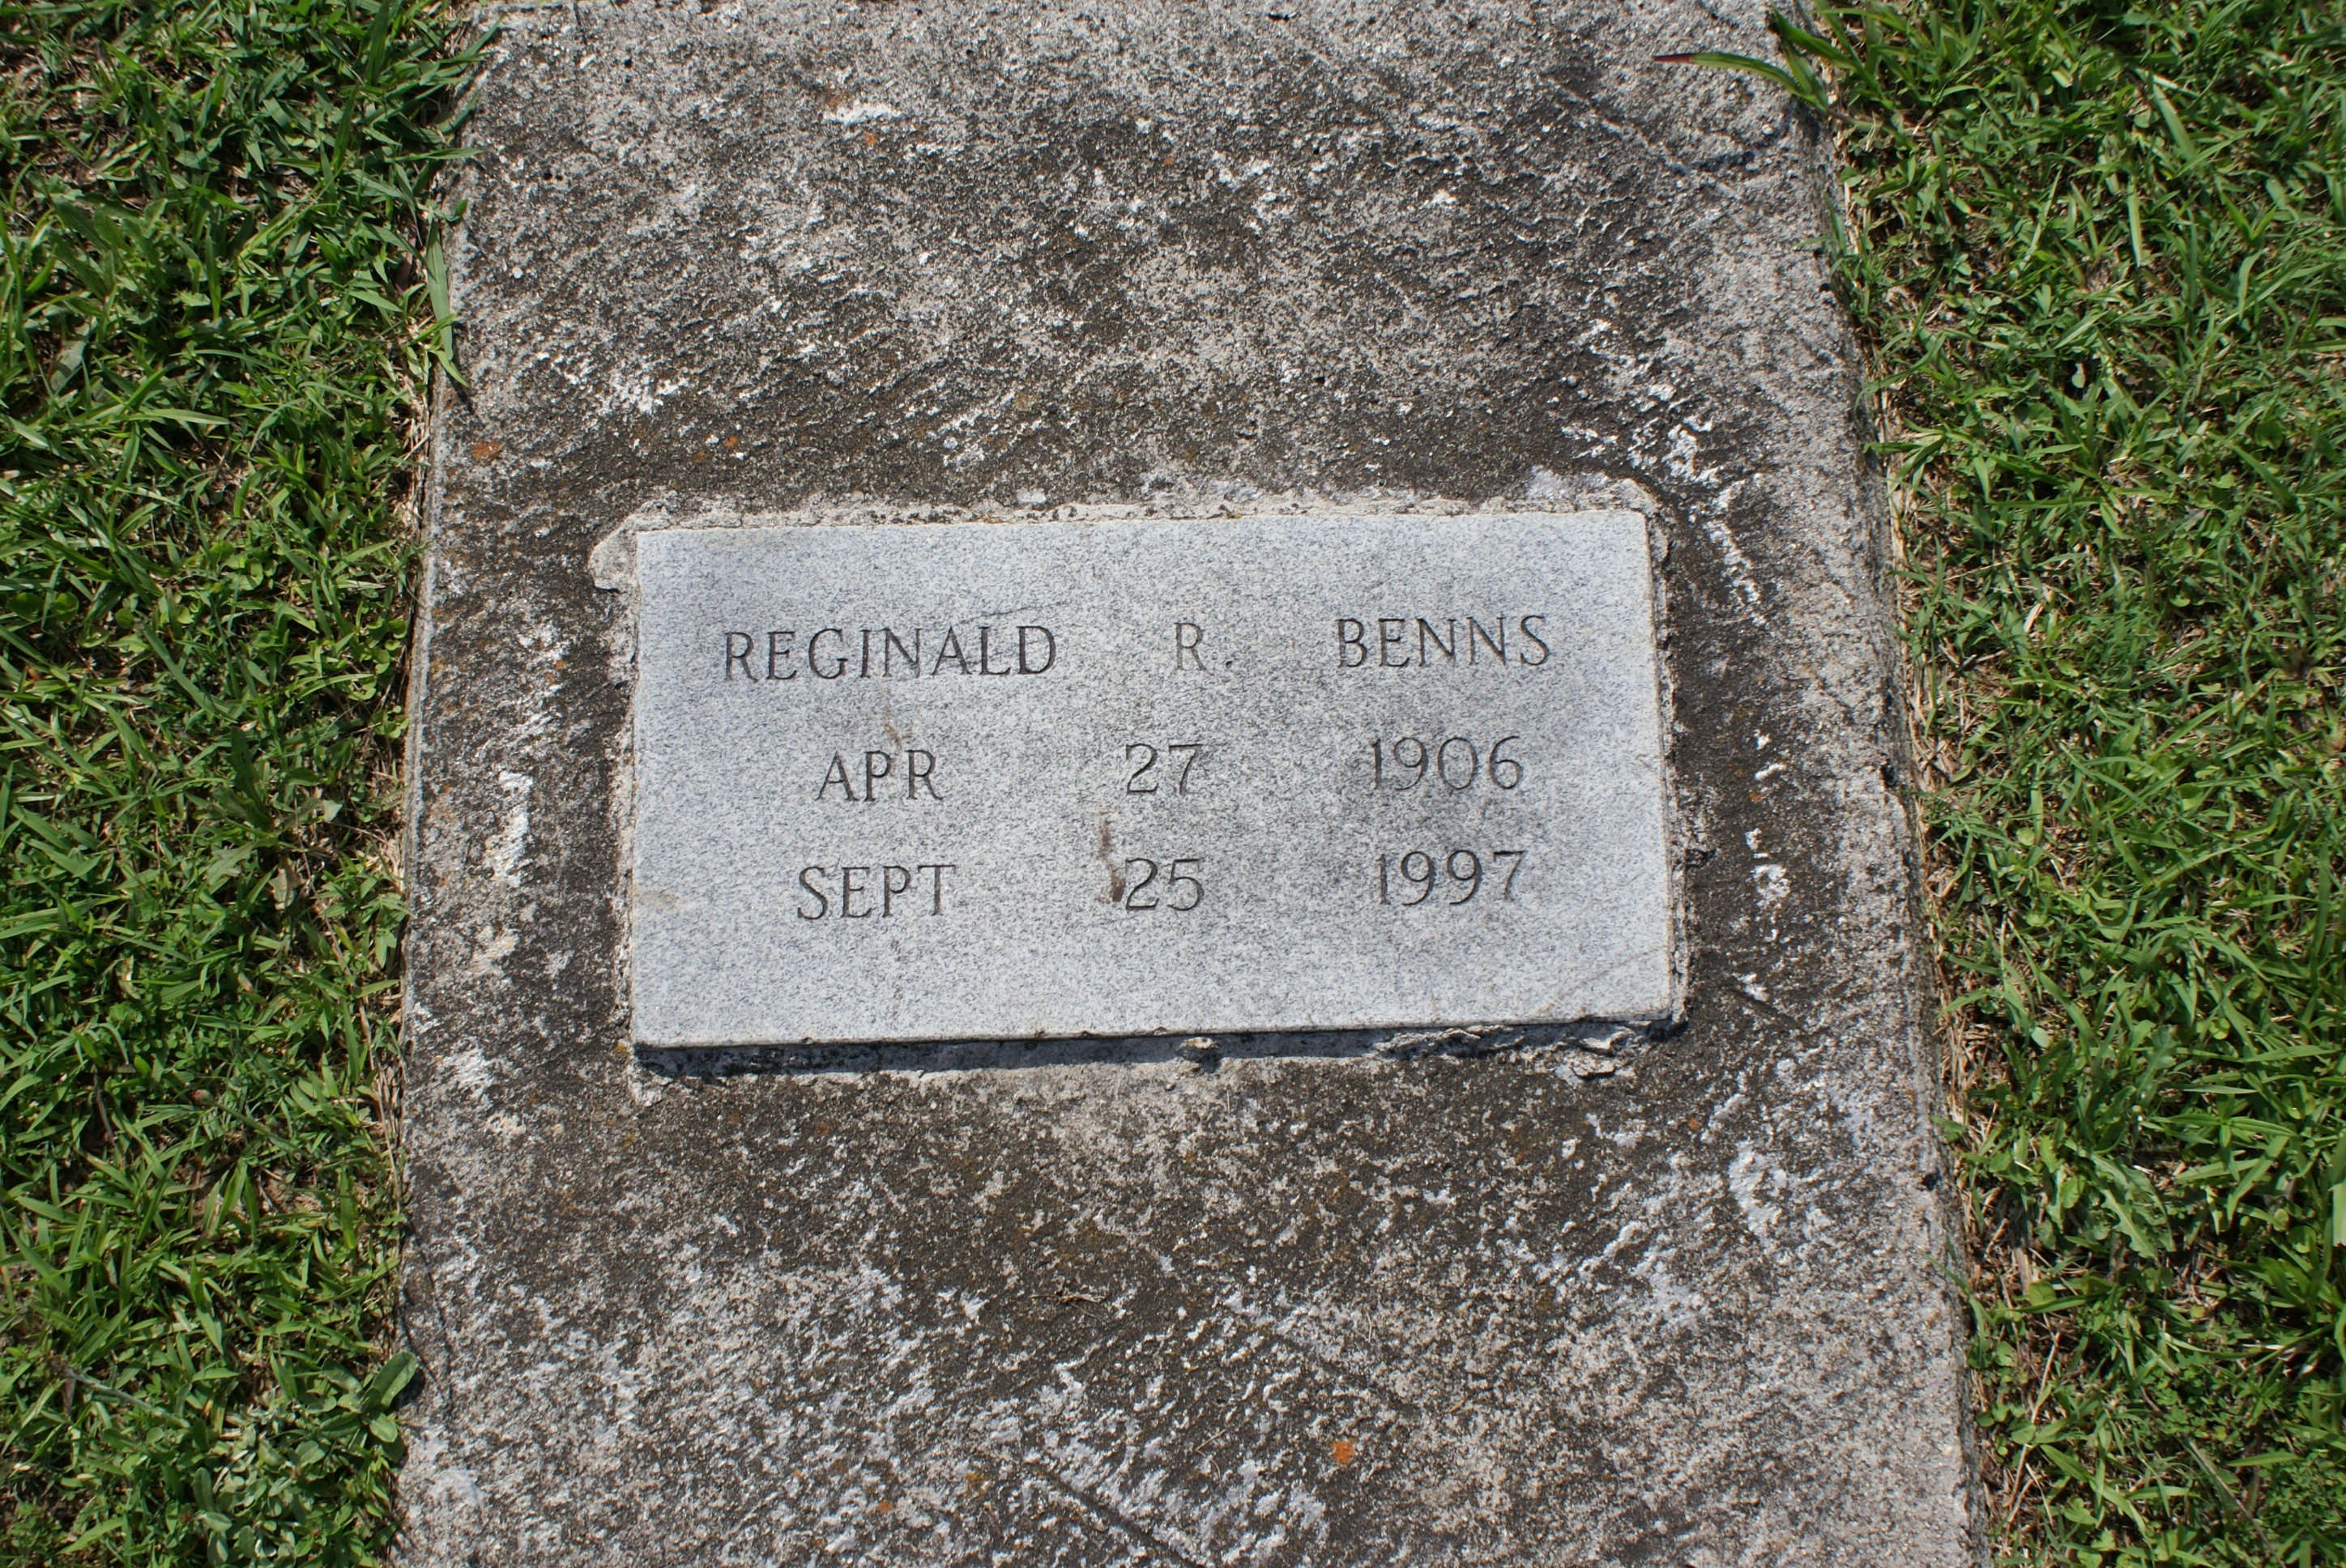 REGINALD R. BENNS
APR 27 1906
SEPT 25 1997